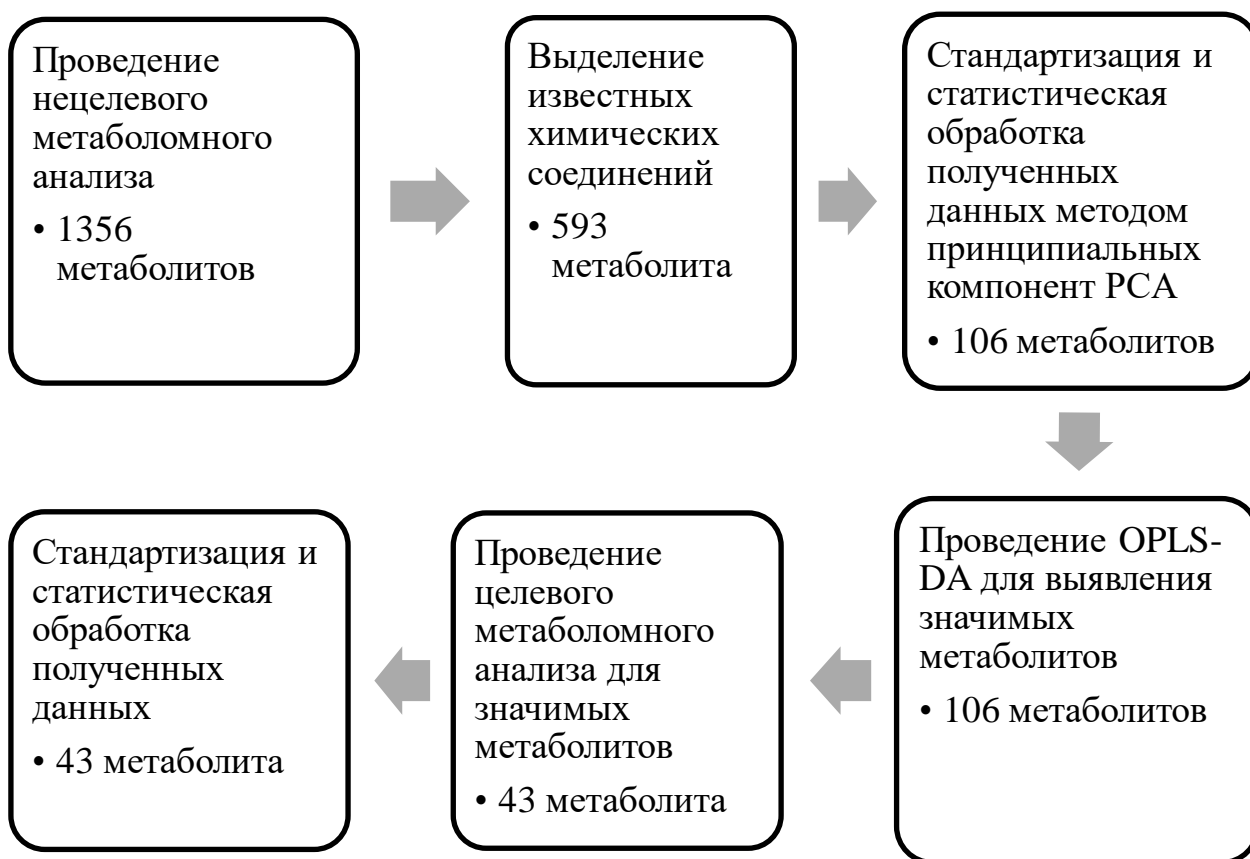 Проведение
нецелевого
метаболомного
анализа
• 1356
метаболитов
Выделение
известных
химических
соединений
• 593
метаболита
Стандартизация и
статистическая
обработка
полученных
данных методом
принципиальных
компонент PCA
• 106 метаболитов
Проведение OPLS-
DA для выявления
значимых
метаболитов
• 106 метаболитов
Проведение
целевого
метаболомного
анализа для
значимых
метаболитов
• 43 метаболита
Стандартизация и
статистическая
обработка
полученных
данных
• 43 метаболита